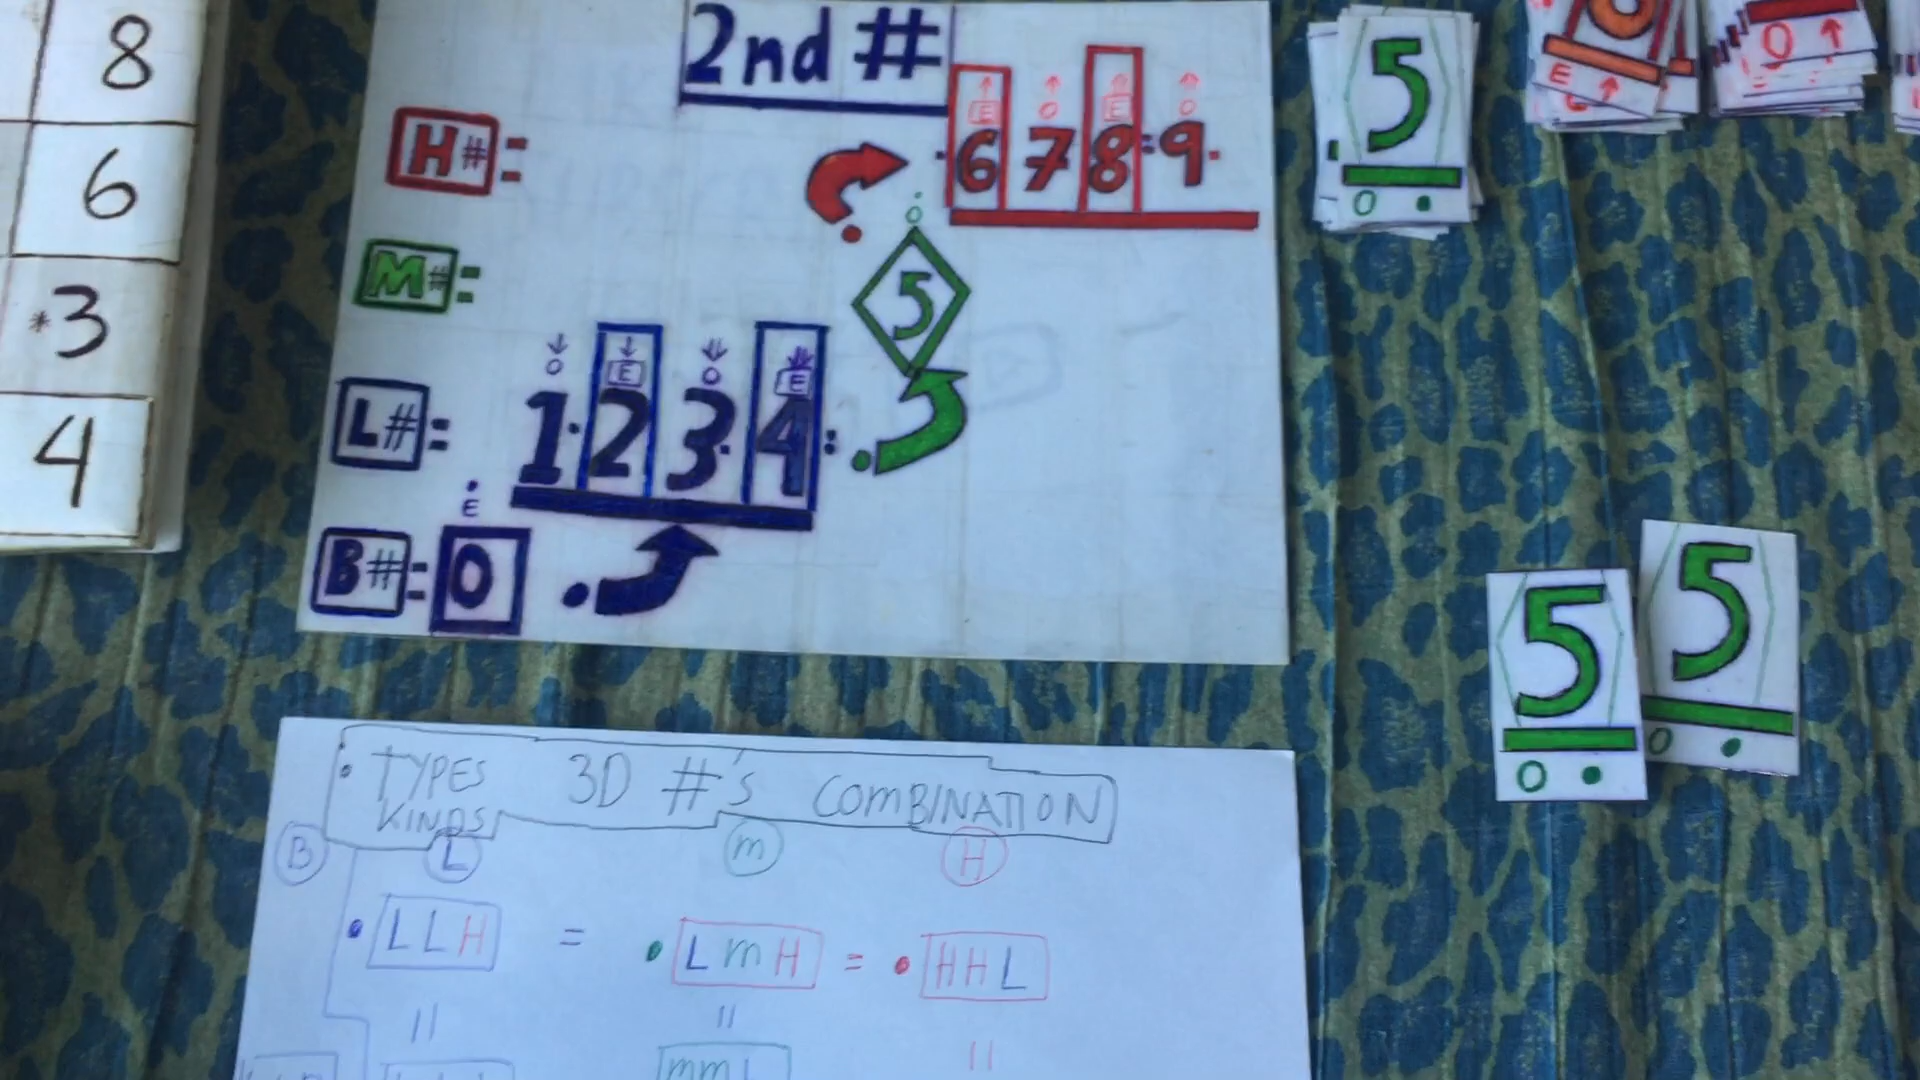 8
6
*3
4
2nd #
H#:
6 7 8 9
E O E O
M#:
5
O
L#:
1 2 3 4
O E O E
B#: 0
E
5
O
E
O
5
O
5
O
TYPES 3D #'s COMBINATION
KINDS
B L m H
LLH = LmH = HHL